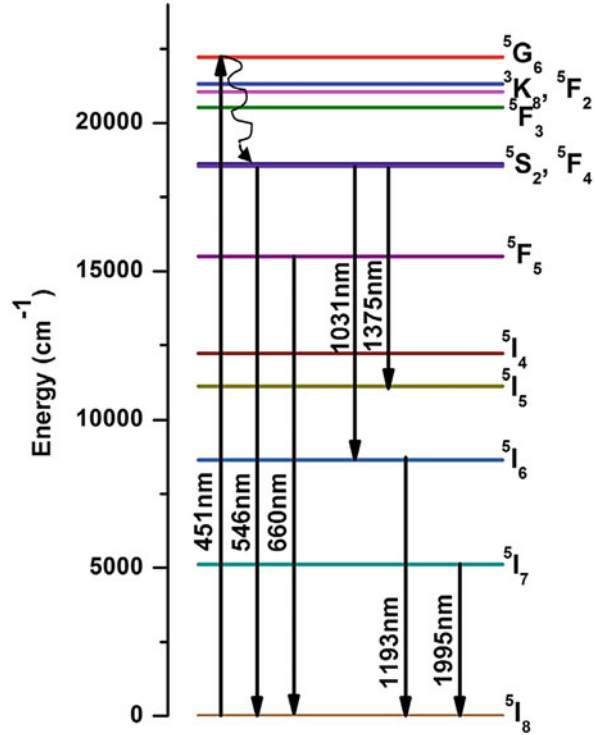 Energy (cm⁻¹)
20000
15000
10000
5000
0
⁵G₆
³K₈, ⁵F₂
⁵F₃
⁵S₂, ⁵F₄
⁵F₅
⁵I₄
⁵I₅
⁵I₆
⁵I₇
⁵I₈
451nm
546nm
660nm
1031nm
1375nm
1193nm
1995nm